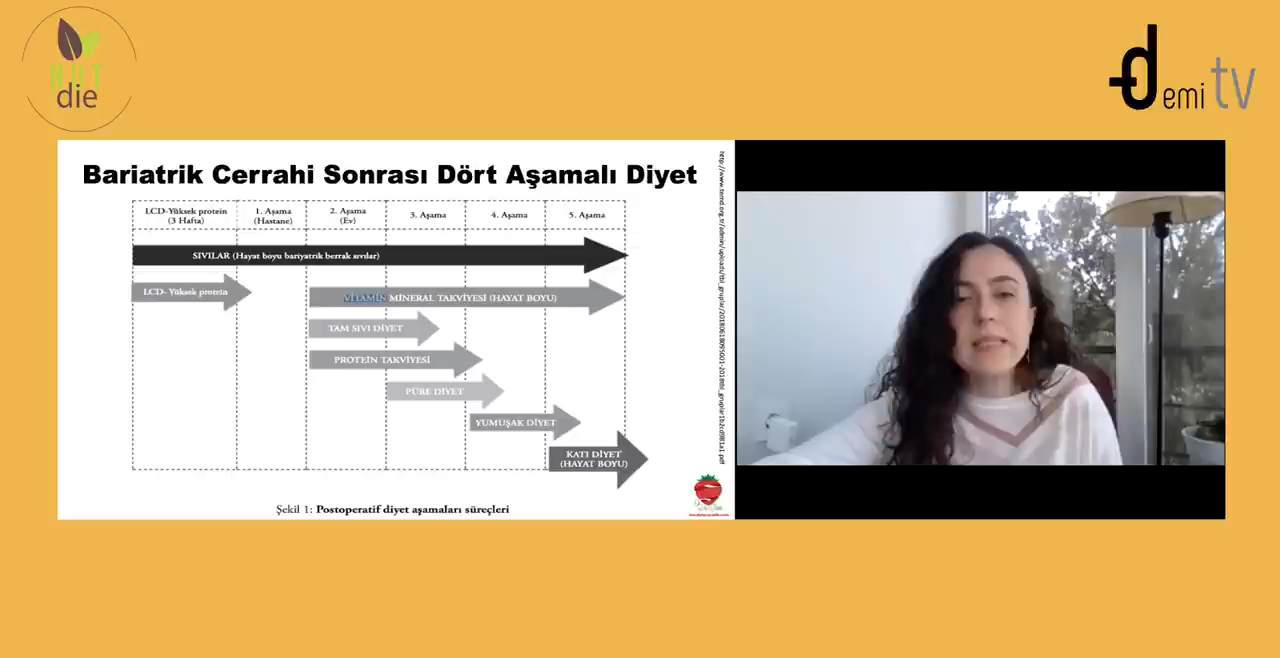 NUT
die
demi tv
Bariatrik Cerrahi Sonrası Dört Aşamalı Diyet
LCD-Yüksek protein
(3 Hafta)
1. Aşama
(Hastane)
2. Aşama
(Ev)
3. Aşama
4. Aşama
5. Aşama
SIVILAR (Hayat boyu bariyatrik berrak sıvılar)
LCD- Yüksek protein
VİTAMİN MİNERAL TAKVİYESİ (HAYAT BOYU)
TAM SIVI DİYET
PROTEİN TAKVİYESİ
PÜRE DİYET
YUMUŞAK DİYET
KATI DİYET
(HAYAT BOYU)
Şekil 1: Postoperatif diyet aşamaları süreçleri